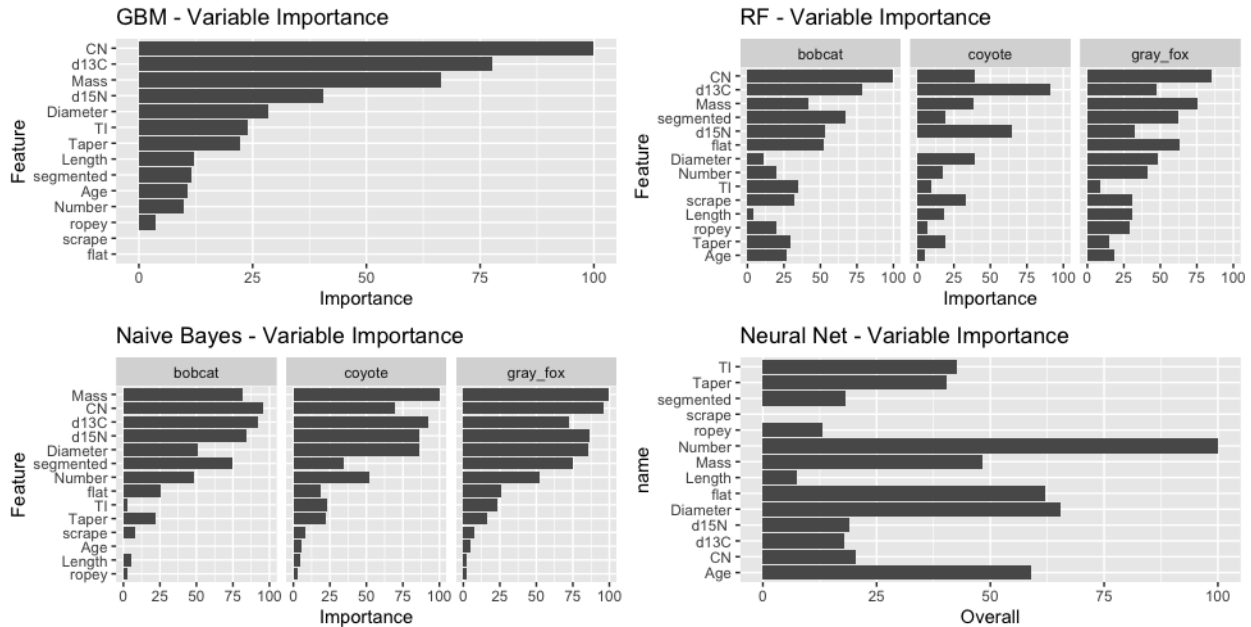 GBM - Variable Importance
Feature
CN
d13C
Mass
d15N
Diameter
TI
Taper
Length
segmented
Age
Number
ropey
scrape
flat
0 25 50 75 100
Importance
RF - Variable Importance
bobcat coyote gray_fox
Feature
CN
d13C
Mass
segmented
d15N
flat
Diameter
Number
TI
scrape
Length
ropey
Taper
Age
0 25 50 75 100 0 25 50 75 100 0 25 50 75 100
Importance
Naive Bayes - Variable Importance
bobcat coyote gray_fox
Feature
Mass
CN
d13C
d15N
Diameter
segmented
Number
flat
TI
Taper
scrape
Age
Length
ropey
0 25 50 75 100 0 25 50 75 100 0 25 50 75 100
Importance
Neural Net - Variable Importance
name
TI
Taper
segmented
scrape
ropey
Number
Mass
Length
flat
Diameter
d15N
d13C
CN
Age
0 25 50 75 100
Overall